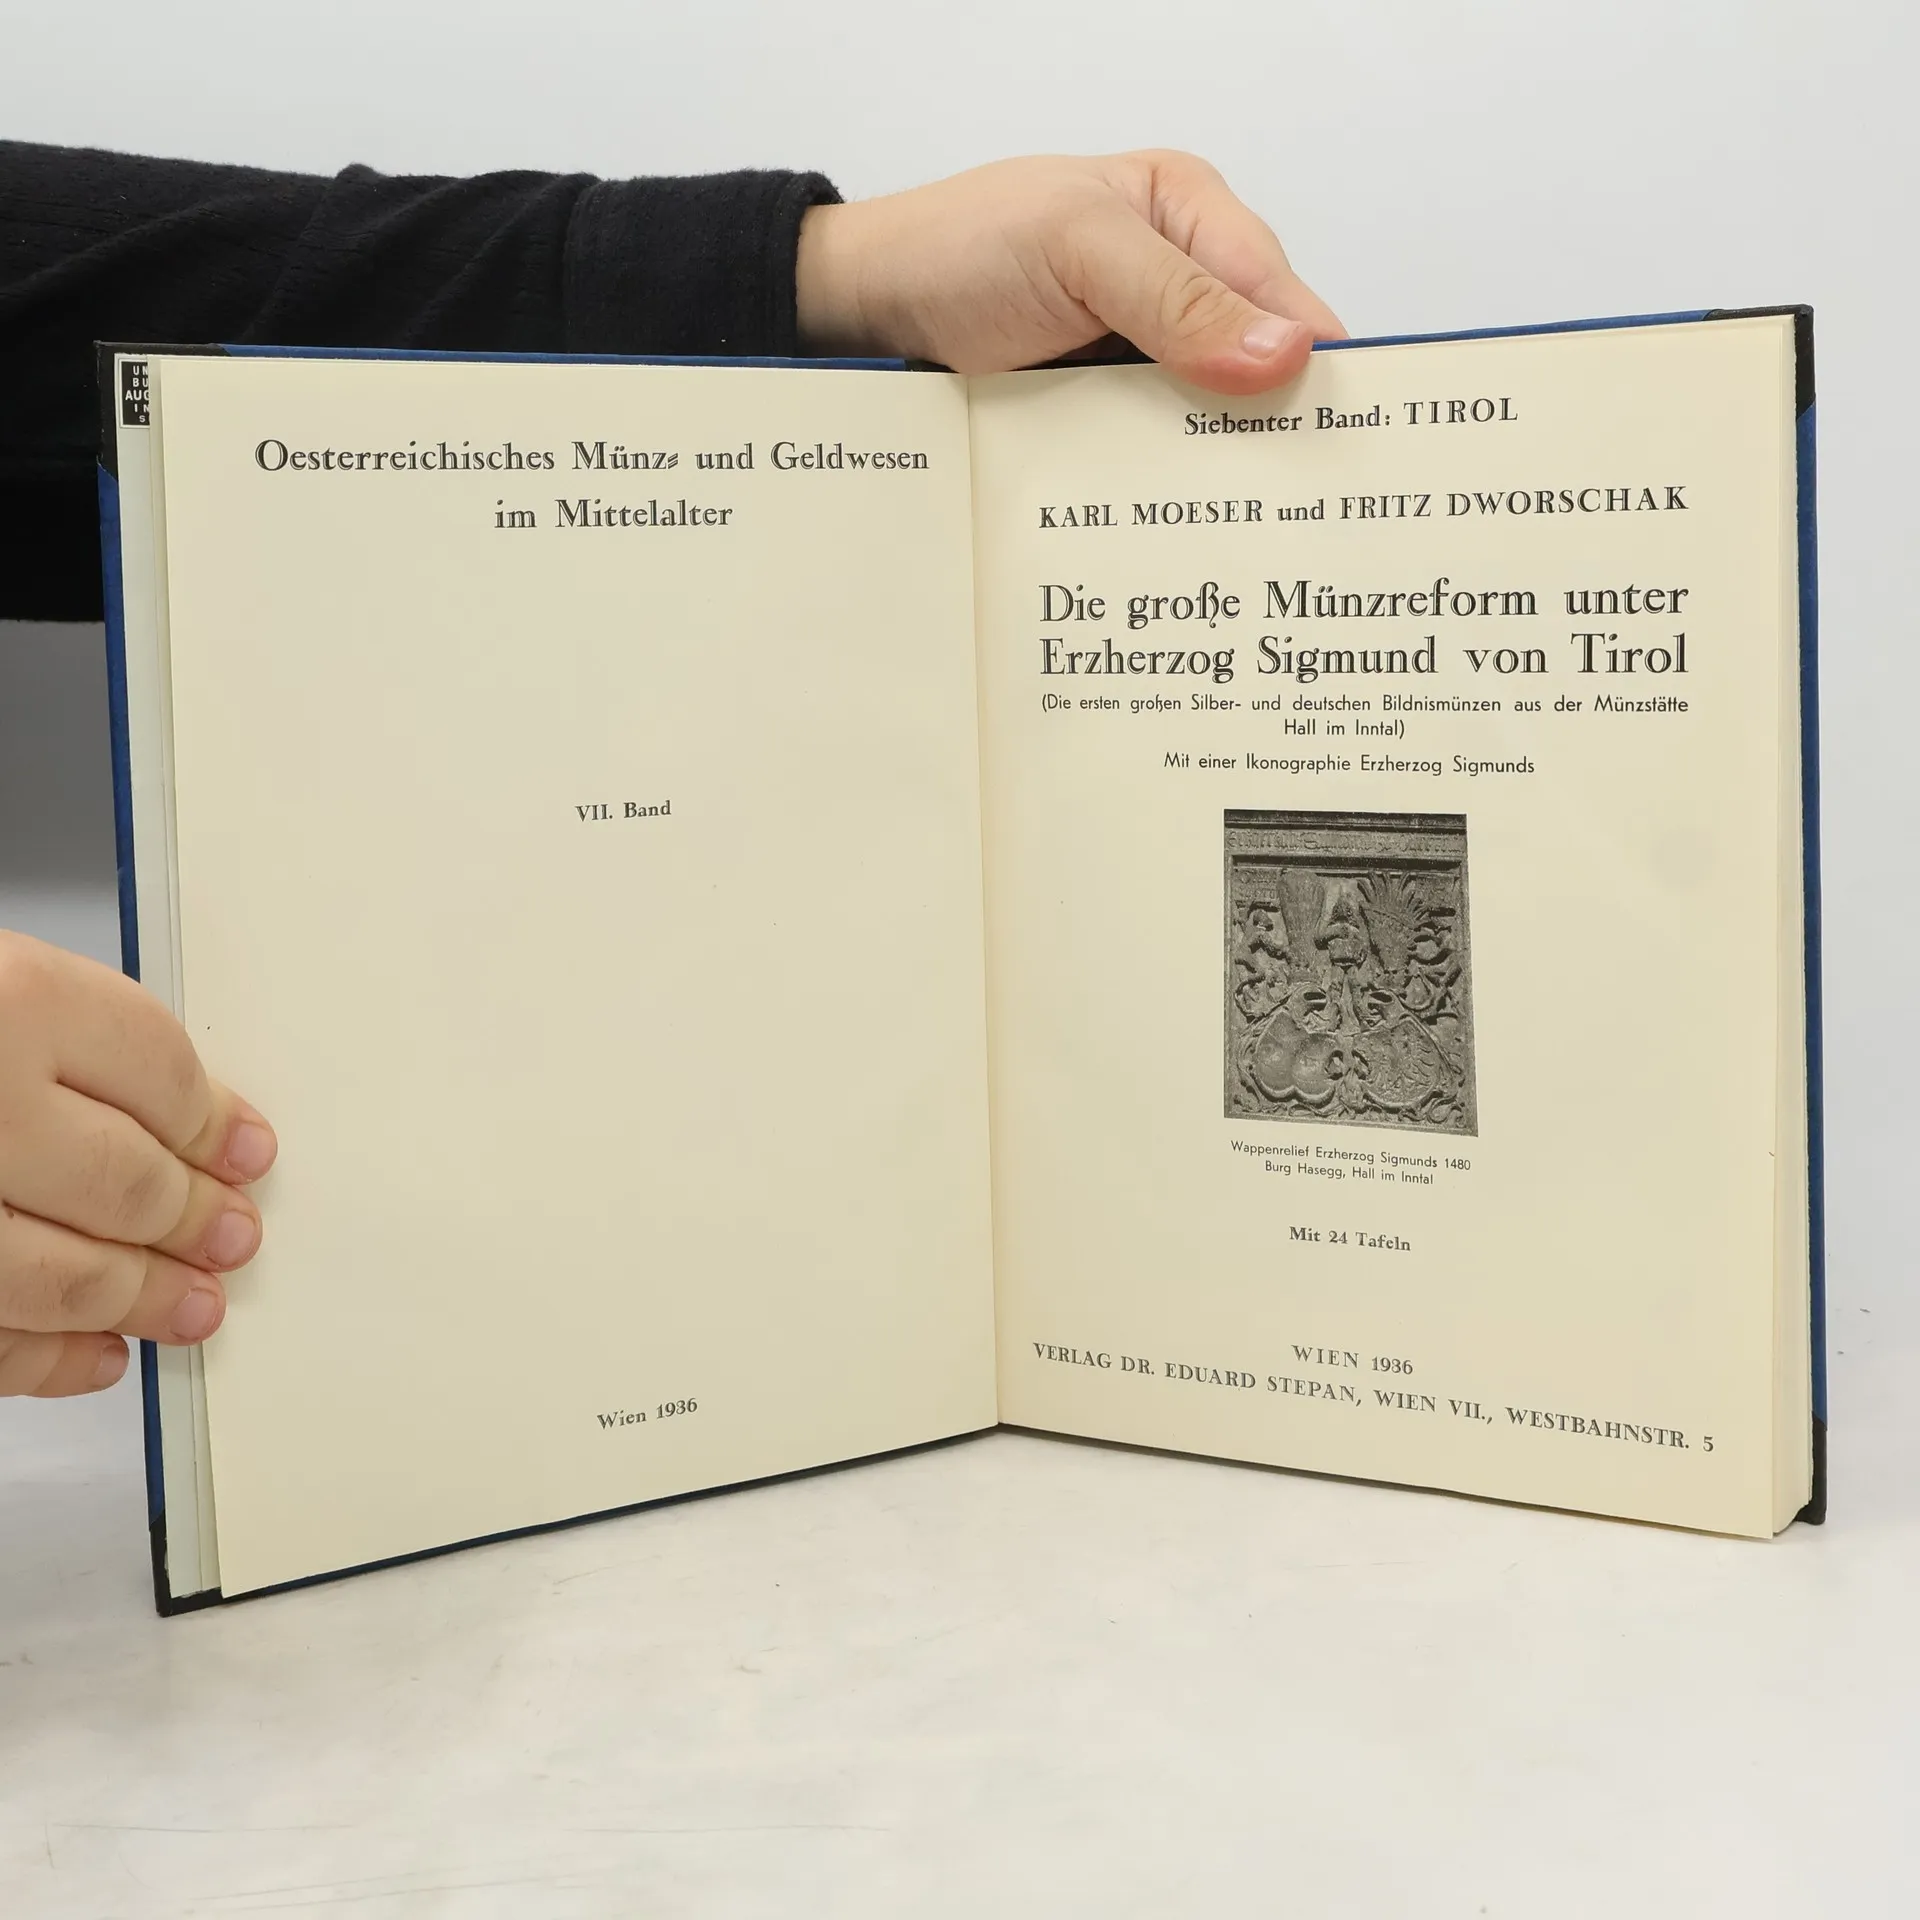 Oesterreichisches Münz- und Geldwesen
im Mittelalter
VII. Band
Wien 1936
Siebenter Band: TIROL
KARL MOESER und FRITZ DWORSCHAK
Die große Münzreform unter
Erzherzog Sigmund von Tirol
(Die ersten großen Silber- und deutschen Bildnismünzen aus der Münzstätte
Hall im Inntal)
Mit einer Ikonographie Erzherzog Sigmunds
Wappenrelief Erzherzog Sigmunds 1480
Burg Hasegg, Hall im Inntal
Mit 24 Tafeln
WIEN 1936
VERLAG DR. EDUARD STEPAN, WIEN VII., WESTBAHNSTR. 5